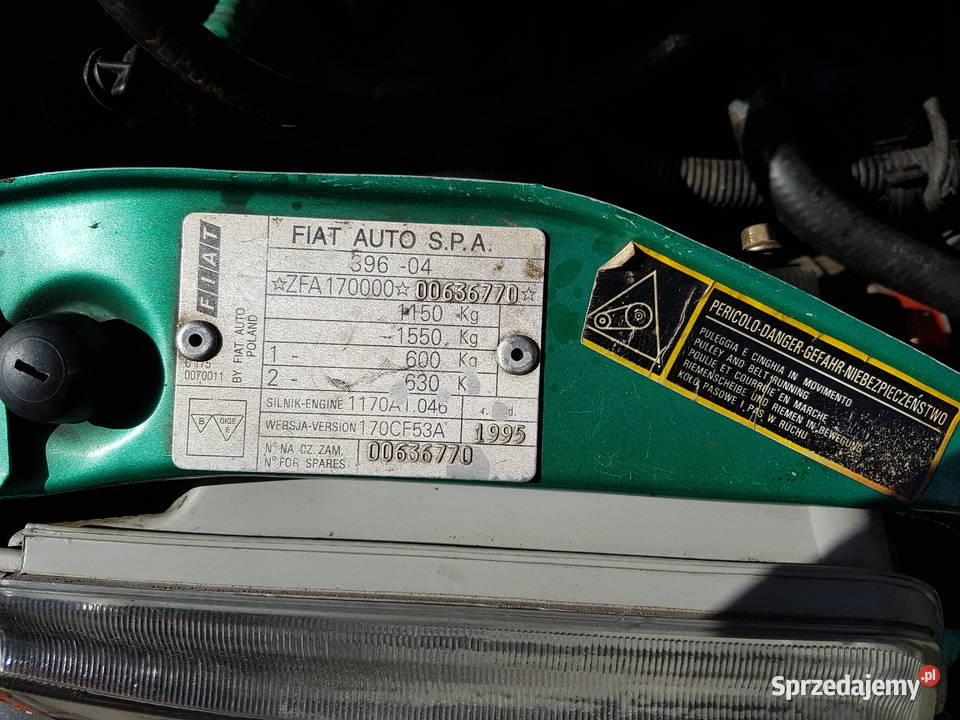 FIAT
BY FIAT AUTO
POLAND
0070011
FIAT AUTO S.P.A.
396 -04
☆ZFA170000☆00636770☆
1150 Kg
1550 Kg
1 - 600 Kg
2 - 630 K
SILNIK-ENGINE 1170A1.046
WERSJA-VERSION 170CF53A 1995
N° NA CZ. ZAM.
N° FOR SPARES 00636770
PERICOLO-DANGER-GEFAHR-NIEBEZPIECZEŃSTWO
PULEGGIA E CINGHIA IN MOVIMENTO
PULLEY AND BELT RUNNING
POULIE ET COURROIE EN MARCHE
RIEMENSCHEIBE UND RIEMEN IN BEWEGUNG
KOŁO PASOWE I PAS W RUCHU
Sprzedajemy.pl